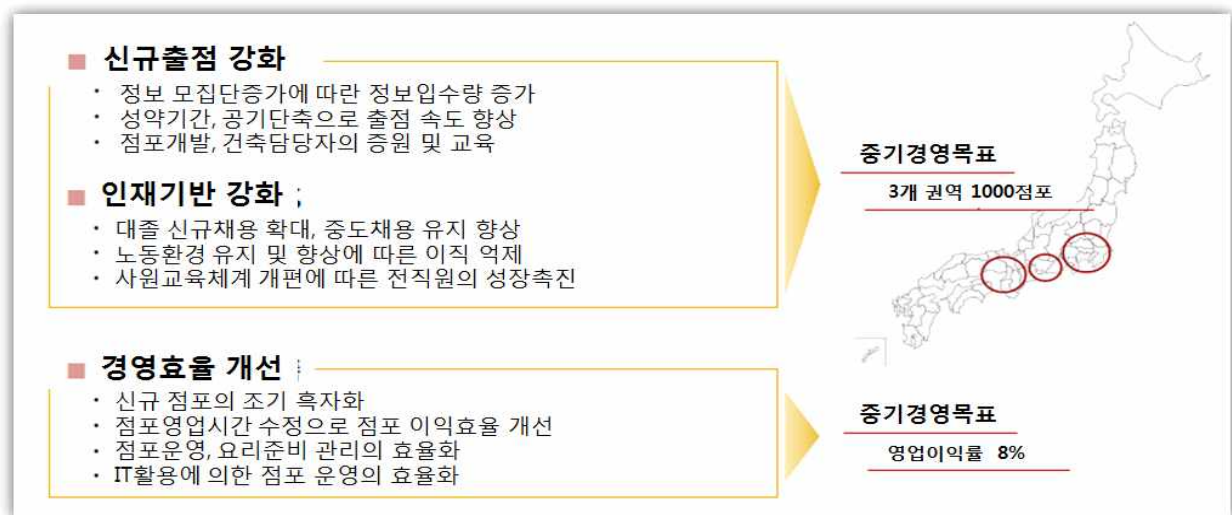 ■ 신규출점 강화
· 정보 모집단증가에 따란 정보입수량 증가
· 성약기간, 공기단축으로 출점 속도 향상
· 점포개발, 건축담당자의 증원 및 교육
■ 인재기반 강화 ;
· 대졸 신규채용 확대, 중도채용 유지 향상
· 노동환경 유지 및 향상에 따른 이직 억제
· 사원교육체계 개편에 따른 전직원의 성장촉진
중기경영목표
3개 권역 1000점포
■ 경영효율 개선
· 신규 점포의 조기 흑자화
· 점포영업시간 수정으로 점포 이익효율 개선
· 점포운영, 요리준비 관리의 효율화
· IT활용에 의한 점포 운영의 효율화
중기경영목표
영업이익률 8%